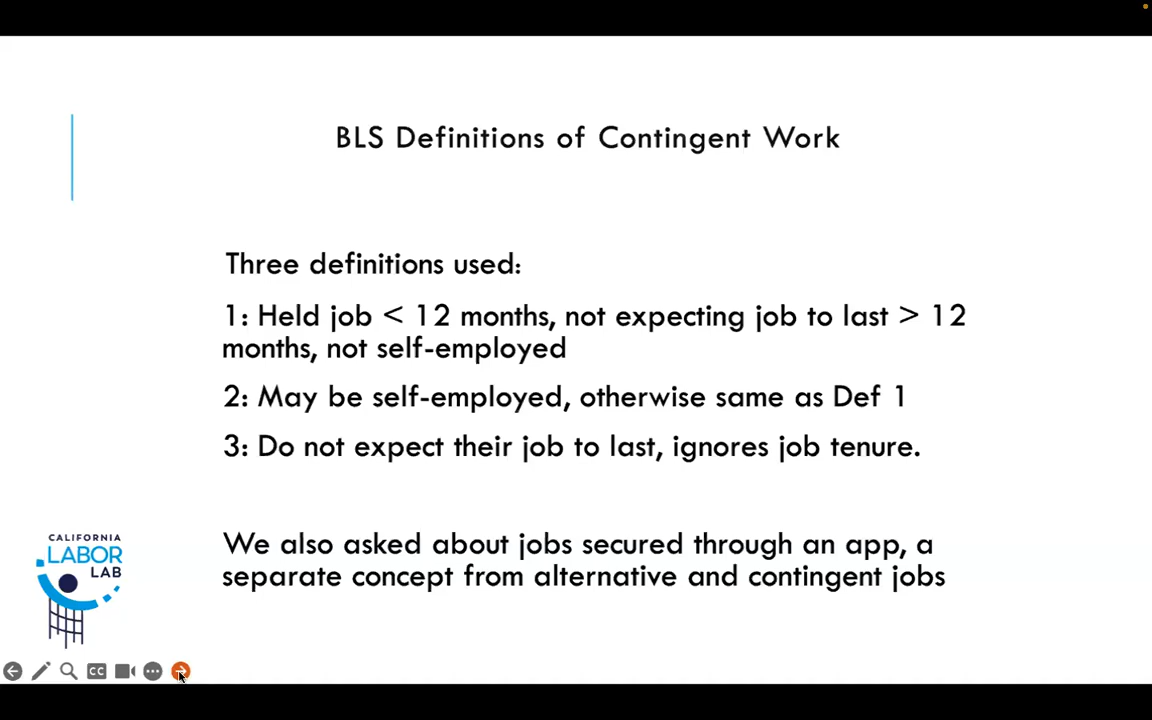 BLS Definitions of Contingent Work
Three definitions used:
1: Held job < 12 months, not expecting job to last > 12
months, not self-employed
2: May be self-employed, otherwise same as Def 1
3: Do not expect their job to last, ignores job tenure.
We also asked about jobs secured through an app, a
separate concept from alternative and contingent jobs
CALIFORNIA
LABOR
LAB
CC